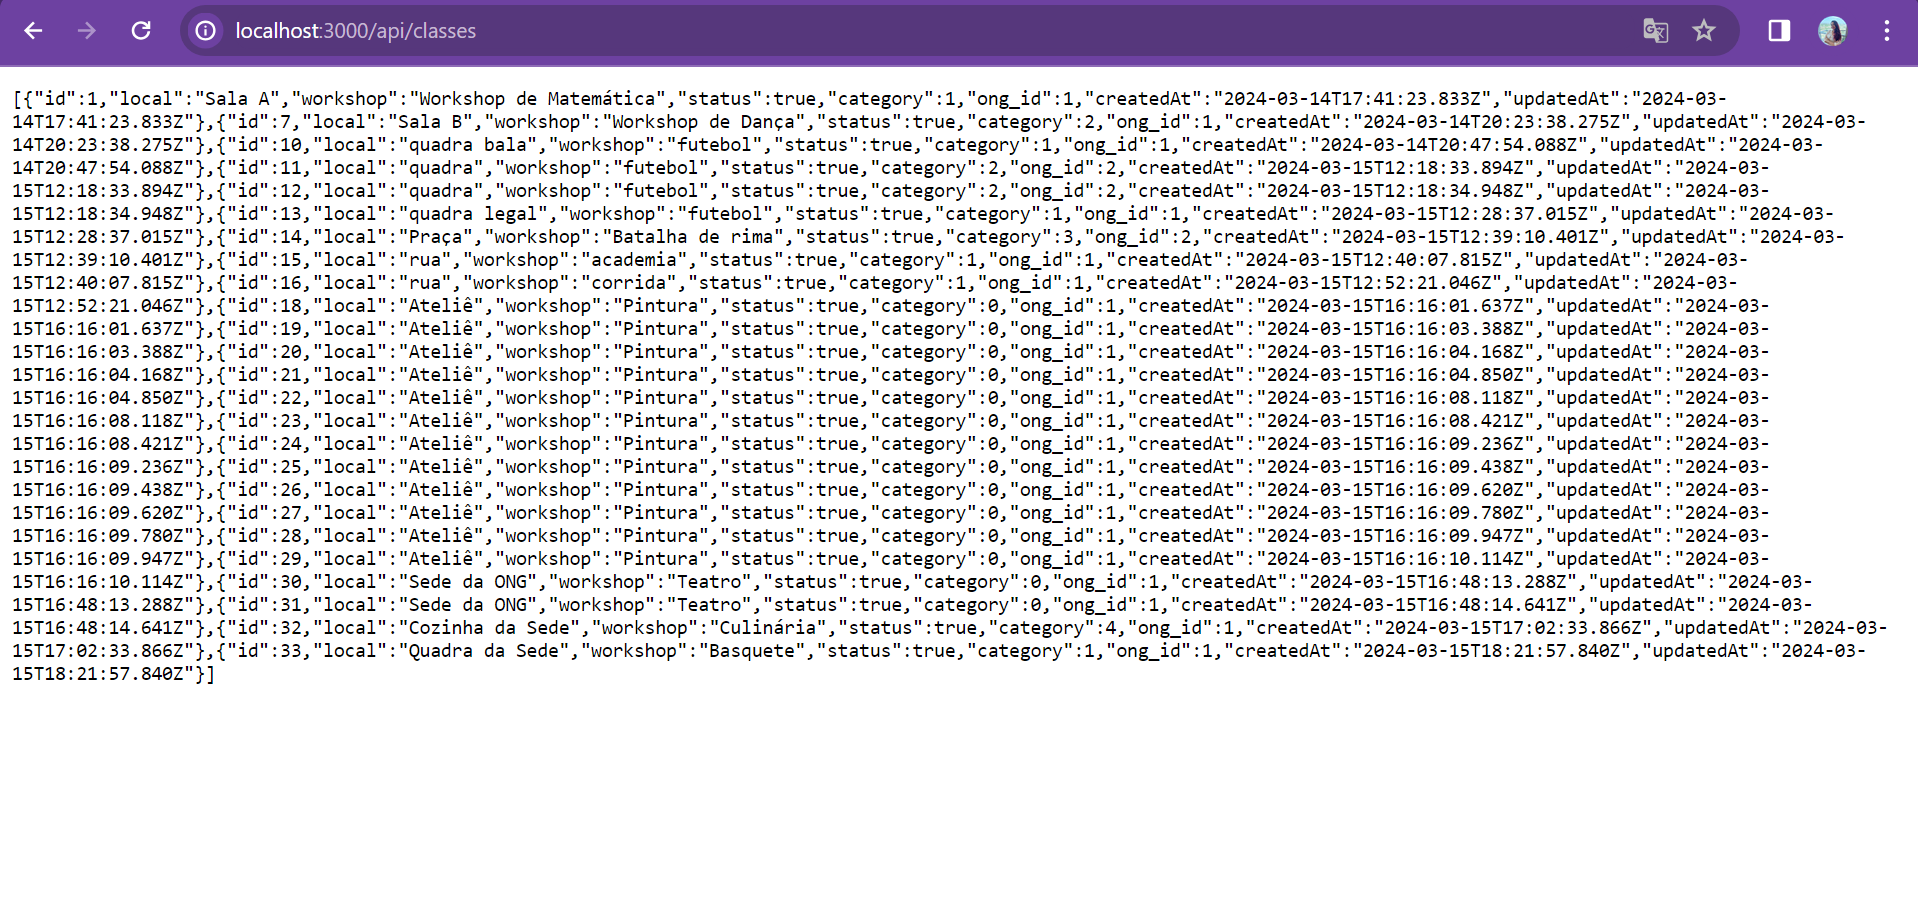 localhost:3000/api/classes
[{"id":1,"local":"Sala A","workshop":"Workshop de Matemática","status":true,"category":1,"ong_id":1,"createdAt":"2024-03-14T17:41:23.833Z","updatedAt":"2024-03-
14T17:41:23.833Z"},{"id":7,"local":"Sala B","workshop":"Workshop de Dança","status":true,"category":2,"ong_id":1,"createdAt":"2024-03-14T20:23:38.275Z","updatedAt":"2024-03-
14T20:23:38.275Z"},{"id":10,"local":"quadra bala","workshop":"futebol","status":true,"category":1,"ong_id":1,"createdAt":"2024-03-14T20:47:54.088Z","updatedAt":"2024-03-
14T20:47:54.088Z"},{"id":11,"local":"quadra","workshop":"futebol","status":true,"category":2,"ong_id":2,"createdAt":"2024-03-15T12:18:33.894Z","updatedAt":"2024-03-
15T12:18:33.894Z"},{"id":12,"local":"quadra","workshop":"futebol","status":true,"category":2,"ong_id":2,"createdAt":"2024-03-15T12:18:34.948Z","updatedAt":"2024-03-
15T12:18:34.948Z"},{"id":13,"local":"quadra legal","workshop":"futebol","status":true,"category":1,"ong_id":1,"createdAt":"2024-03-15T12:28:37.015Z","updatedAt":"2024-03-
15T12:28:37.015Z"},{"id":14,"local":"Praça","workshop":"Batalha de rima","status":true,"category":3,"ong_id":2,"createdAt":"2024-03-15T12:39:10.401Z","updatedAt":"2024-03-
15T12:39:10.401Z"},{"id":15,"local":"rua","workshop":"academia","status":true,"category":1,"ong_id":1,"createdAt":"2024-03-15T12:40:07.815Z","updatedAt":"2024-03-
15T12:40:07.815Z"},{"id":16,"local":"rua","workshop":"corrida","status":true,"category":1,"ong_id":1,"createdAt":"2024-03-15T12:52:21.046Z","updatedAt":"2024-03-
15T12:52:21.046Z"},{"id":18,"local":"Ateliê","workshop":"Pintura","status":true,"category":0,"ong_id":1,"createdAt":"2024-03-15T16:16:01.637Z","updatedAt":"2024-03-
15T16:16:01.637Z"},{"id":19,"local":"Ateliê","workshop":"Pintura","status":true,"category":0,"ong_id":1,"createdAt":"2024-03-15T16:16:03.388Z","updatedAt":"2024-03-
15T16:16:03.388Z"},{"id":20,"local":"Ateliê","workshop":"Pintura","status":true,"category":0,"ong_id":1,"createdAt":"2024-03-15T16:16:04.168Z","updatedAt":"2024-03-
15T16:16:04.168Z"},{"id":21,"local":"Ateliê","workshop":"Pintura","status":true,"category":0,"ong_id":1,"createdAt":"2024-03-15T16:16:04.850Z","updatedAt":"2024-03-
15T16:16:04.850Z"},{"id":22,"local":"Ateliê","workshop":"Pintura","status":true,"category":0,"ong_id":1,"createdAt":"2024-03-15T16:16:08.118Z","updatedAt":"2024-03-
15T16:16:08.118Z"},{"id":23,"local":"Ateliê","workshop":"Pintura","status":true,"category":0,"ong_id":1,"createdAt":"2024-03-15T16:16:08.421Z","updatedAt":"2024-03-
15T16:16:08.421Z"},{"id":24,"local":"Ateliê","workshop":"Pintura","status":true,"category":0,"ong_id":1,"createdAt":"2024-03-15T16:16:09.236Z","updatedAt":"2024-03-
15T16:16:09.236Z"},{"id":25,"local":"Ateliê","workshop":"Pintura","status":true,"category":0,"ong_id":1,"createdAt":"2024-03-15T16:16:09.438Z","updatedAt":"2024-03-
15T16:16:09.438Z"},{"id":26,"local":"Ateliê","workshop":"Pintura","status":true,"category":0,"ong_id":1,"createdAt":"2024-03-15T16:16:09.620Z","updatedAt":"2024-03-
15T16:16:09.620Z"},{"id":27,"local":"Ateliê","workshop":"Pintura","status":true,"category":0,"ong_id":1,"createdAt":"2024-03-15T16:16:09.780Z","updatedAt":"2024-03-
15T16:16:09.780Z"},{"id":28,"local":"Ateliê","workshop":"Pintura","status":true,"category":0,"ong_id":1,"createdAt":"2024-03-15T16:16:09.947Z","updatedAt":"2024-03-
15T16:16:09.947Z"},{"id":29,"local":"Ateliê","workshop":"Pintura","status":true,"category":0,"ong_id":1,"createdAt":"2024-03-15T16:16:10.114Z","updatedAt":"2024-03-
15T16:16:10.114Z"},{"id":30,"local":"Sede da ONG","workshop":"Teatro","status":true,"category":0,"ong_id":1,"createdAt":"2024-03-15T16:48:13.288Z","updatedAt":"2024-03-
15T16:48:13.288Z"},{"id":31,"local":"Sede da ONG","workshop":"Teatro","status":true,"category":0,"ong_id":1,"createdAt":"2024-03-15T16:48:14.641Z","updatedAt":"2024-03-
15T16:48:14.641Z"},{"id":32,"local":"Cozinha da Sede","workshop":"Culinária","status":true,"category":4,"ong_id":1,"createdAt":"2024-03-15T17:02:33.866Z","updatedAt":"2024-03-
15T17:02:33.866Z"},{"id":33,"local":"Quadra da Sede","workshop":"Basquete","status":true,"category":1,"ong_id":1,"createdAt":"2024-03-15T18:21:57.840Z","updatedAt":"2024-03-
15T18:21:57.840Z"}]